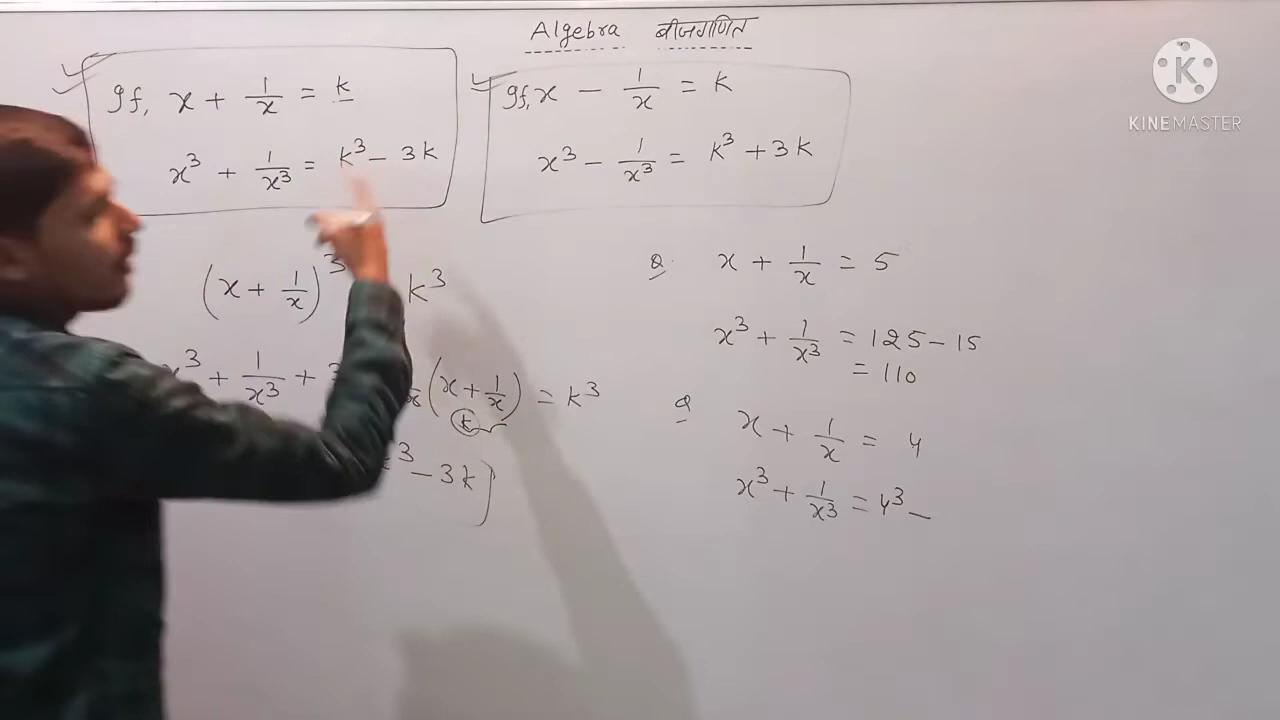 Algebra बीजगणित
If, x + 1/x = k
x³ + 1/x³ = k³ - 3k
If, x - 1/x = k
x³ - 1/x³ = k³ + 3k
(x + 1/x)³ k³
x³ + 1/x³ + (x + 1/x) = k³
k
³ - 3k
Q. x + 1/x = 5
x³ + 1/x³ = 125 - 15
= 110
Q x + 1/x = 4
x³ + 1/x³ = 4³ -
K
KINEMASTER